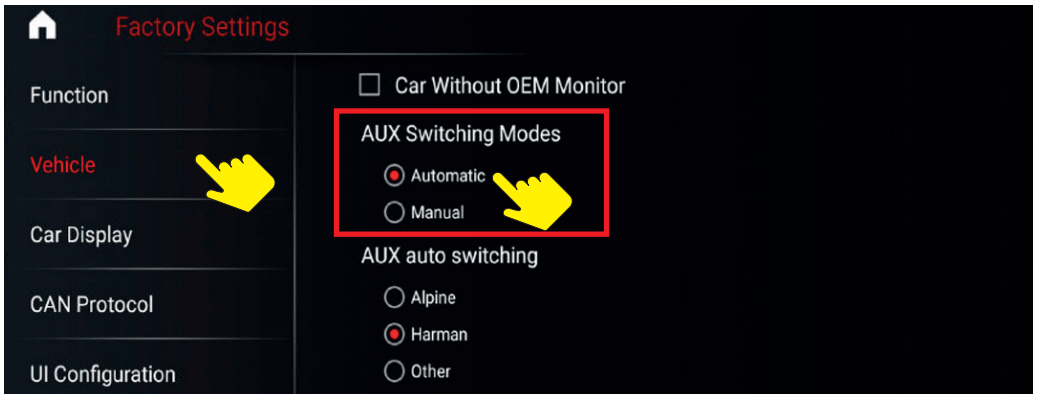 Factory Settings
Function
Vehicle
Car Display
CAN Protocol
UI Configuration
Car Without OEM Monitor
AUX Switching Modes
Automatic
Manual
AUX auto switching
Alpine
Harman
Other